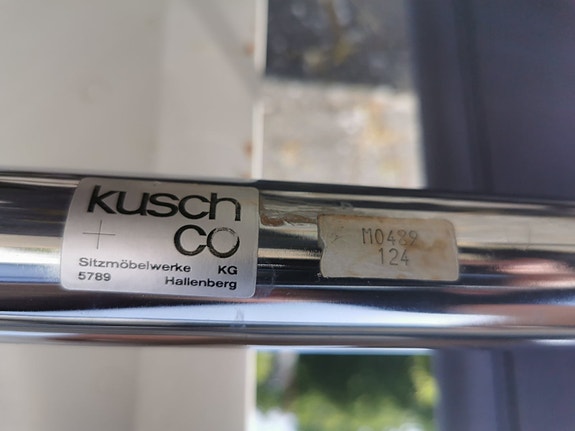 kusch
+ co
Sitzmöbelwerke KG
5789 Hallenberg
M0489
124